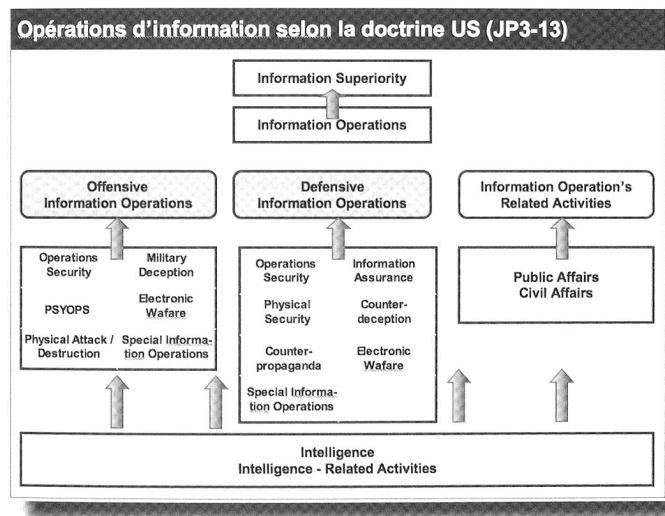 Opérations d'information selon la doctrine US (JP3-13)
Information Superiority
Information Operations
Offensive
Information Operations
Defensive
Information Operations
Information Operation's
Related Activities
Operations
Security
Military
Deception
PSYOPS
Electronic
Wafare
Physical Attack /
Destruction
Special Informa-
tion Operations
Operations
Security
Information
Assurance
Physical
Security
Counter-
deception
Counter-
propaganda
Electronic
Wafare
Special Informa-
tion Operations
Public Affairs
Civil Affairs
Intelligence
Intelligence - Related Activities